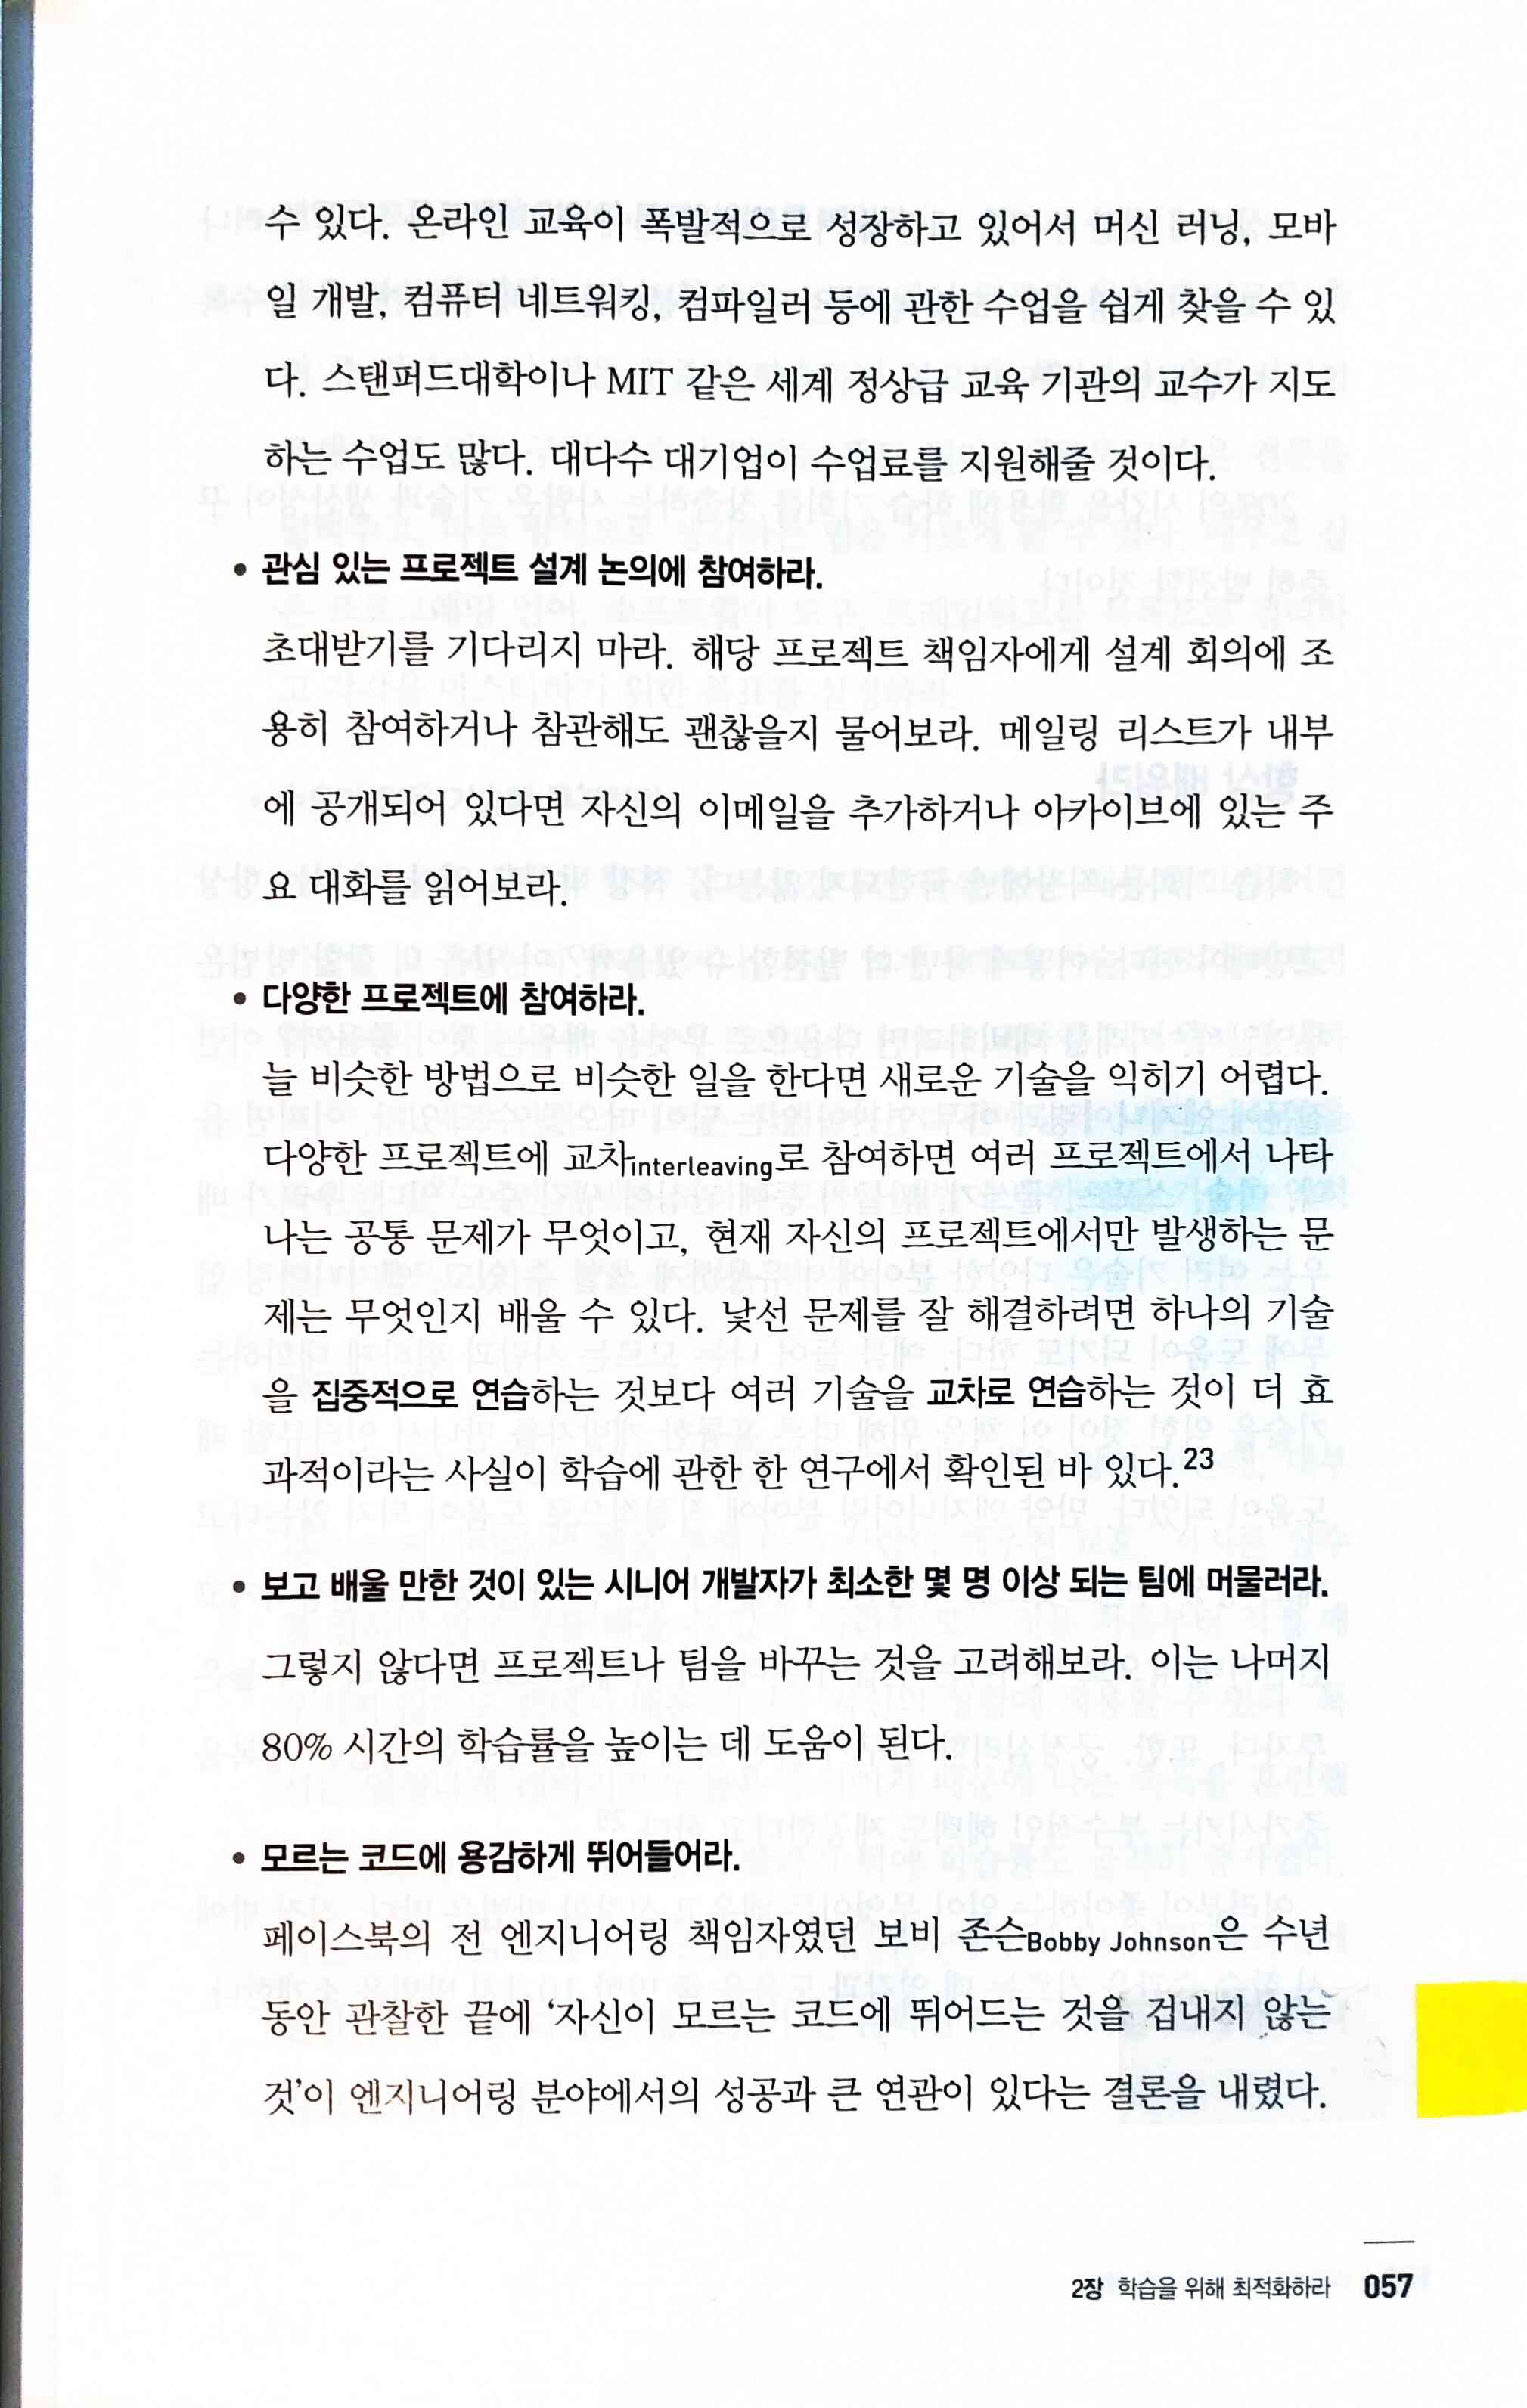 수 있다. 온라인 교육이 폭발적으로 성장하고 있어서 머신 러닝, 모바
일 개발, 컴퓨터 네트워킹, 컴파일러 등에 관한 수업을 쉽게 찾을 수 있
다. 스탠퍼드대학이나 MIT 같은 세계 정상급 교육 기관의 교수가 지도
하는 수업도 많다. 대다수 대기업이 수업료를 지원해줄 것이다.
• 관심 있는 프로젝트 설계 논의에 참여하라.
초대받기를 기다리지 마라. 해당 프로젝트 책임자에게 설계 회의에 조
용히 참여하거나 참관해도 괜찮을지 물어보라. 메일링 리스트가 내부
에 공개되어 있다면 자신의 이메일을 추가하거나 아카이브에 있는 주
요 대화를 읽어보라.
• 다양한 프로젝트에 참여하라.
늘 비슷한 방법으로 비슷한 일을 한다면 새로운 기술을 익히기 어렵다.
다양한 프로젝트에 교차interleaving로 참여하면 여러 프로젝트에서 나타
나는 공통 문제가 무엇이고, 현재 자신의 프로젝트에서만 발생하는 문
제는 무엇인지 배울 수 있다. 낯선 문제를 잘 해결하려면 하나의 기술
을 집중적으로 연습하는 것보다 여러 기술을 교차로 연습하는 것이 더 효
과적이라는 사실이 학습에 관한 한 연구에서 확인된 바 있다.23
• 보고 배울 만한 것이 있는 시니어 개발자가 최소한 몇 명 이상 되는 팀에 머물러라.
그렇지 않다면 프로젝트나 팀을 바꾸는 것을 고려해보라. 이는 나머지
80% 시간의 학습률을 높이는 데 도움이 된다.
• 모르는 코드에 용감하게 뛰어들어라.
페이스북의 전 엔지니어링 책임자였던 보비 존슨Bobby Johnson은 수년
동안 관찰한 끝에 ‘자신이 모르는 코드에 뛰어드는 것을 겁내지 않는
것’이 엔지니어링 분야에서의 성공과 큰 연관이 있다는 결론을 내렸다.
2장 학습을 위해 최적화하라 057